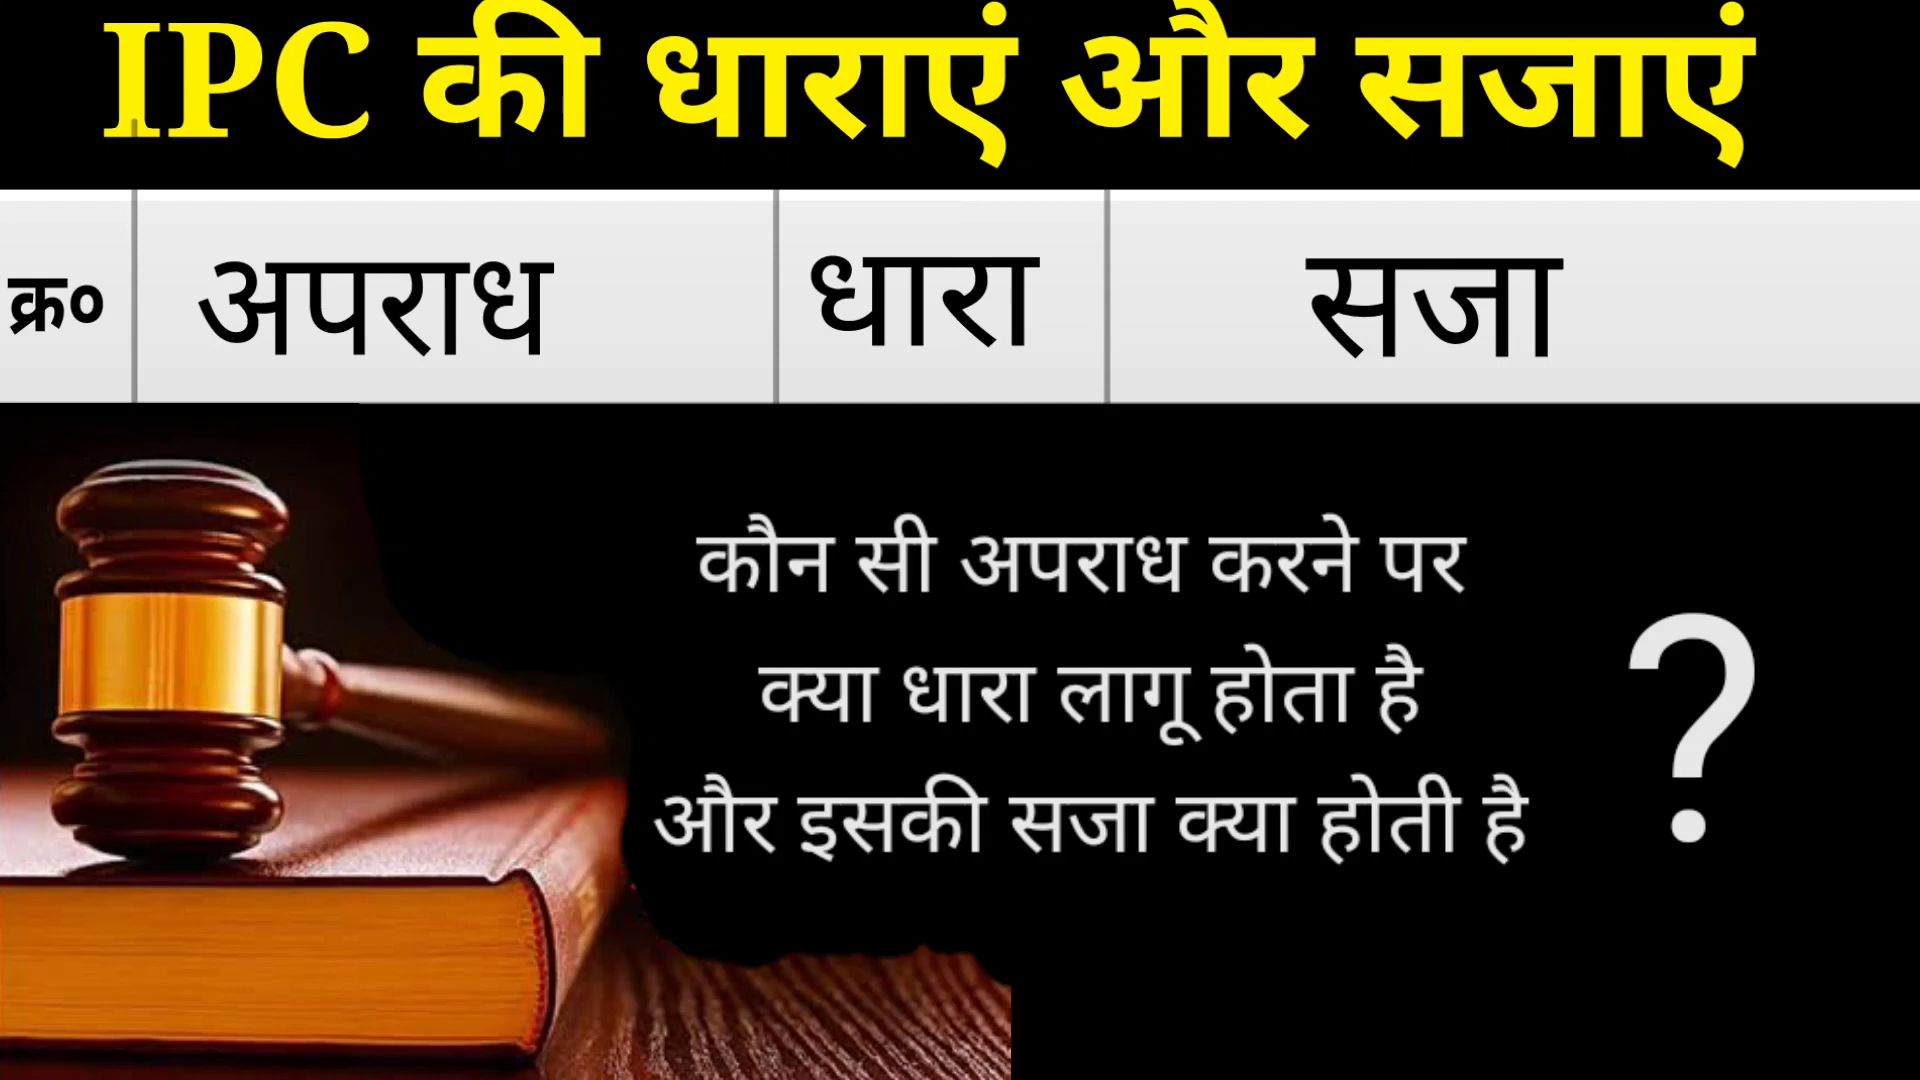 IPC की धाराएं और सजाएं
क्र० अपराध धारा सजा
कौन सी अपराध करने पर
क्या धारा लागू होता है
और इसकी सजा क्या होती है
?